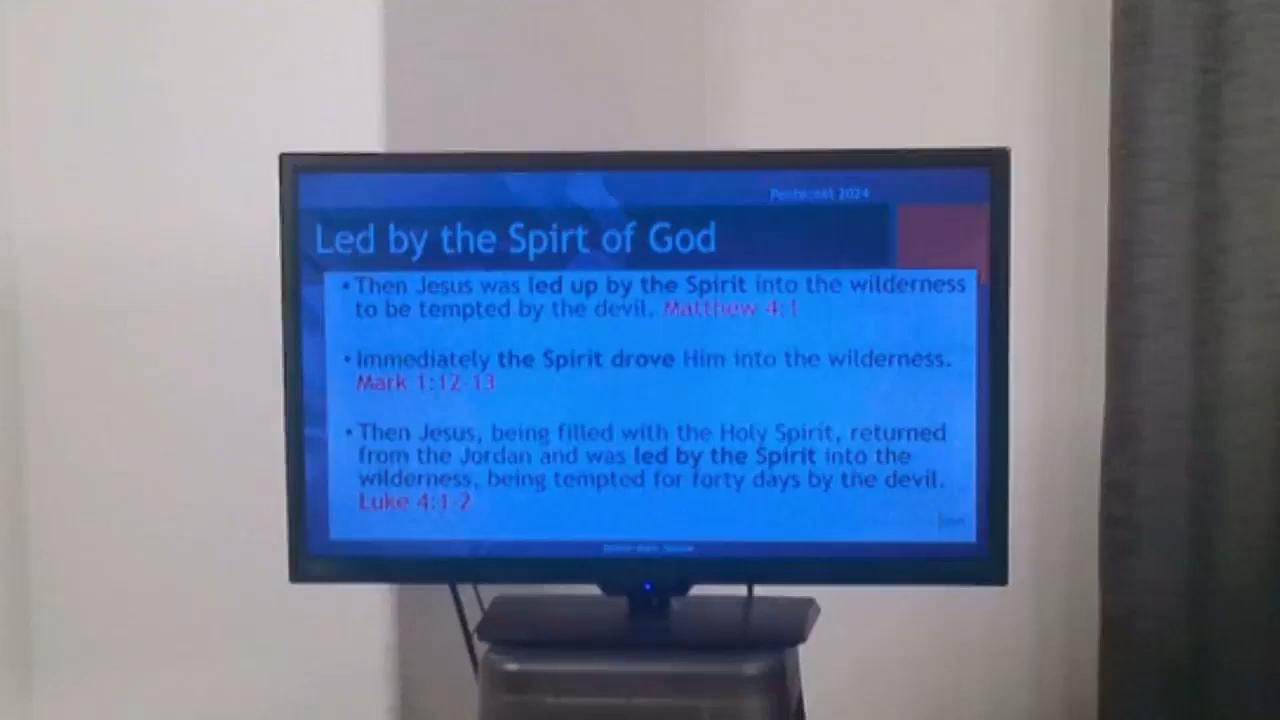 Pentecost 2024
Led by the Spirt of God
• Then Jesus was led up by the Spirit into the wilderness
to be tempted by the devil. Matthew 4:1
• Immediately the Spirit drove Him into the wilderness.
Mark 1:12-13
• Then Jesus, being filled with the Holy Spirit, returned
from the Jordan and was led by the Spirit into the
wilderness, being tempted for forty days by the devil.
Luke 4:1-2